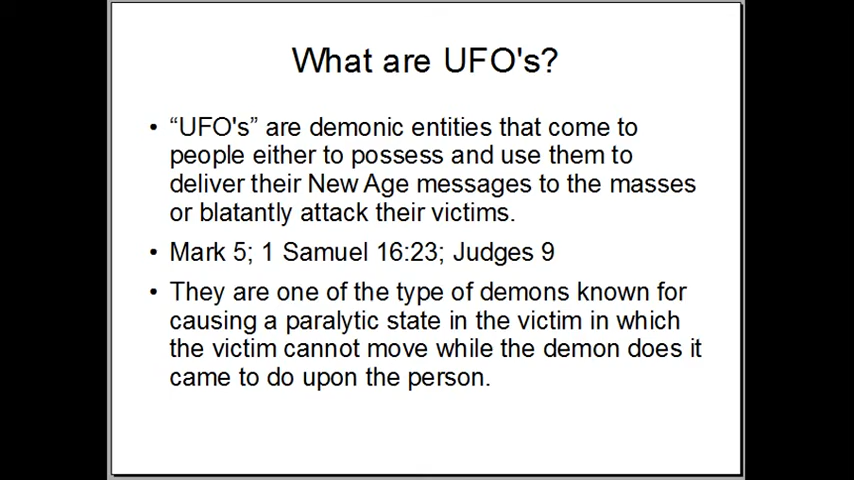 What are UFO's?
• “UFO's” are demonic entities that come to
people either to possess and use them to
deliver their New Age messages to the masses
or blatantly attack their victims.
• Mark 5; 1 Samuel 16:23; Judges 9
• They are one of the type of demons known for
causing a paralytic state in the victim in which
the victim cannot move while the demon does it
came to do upon the person.